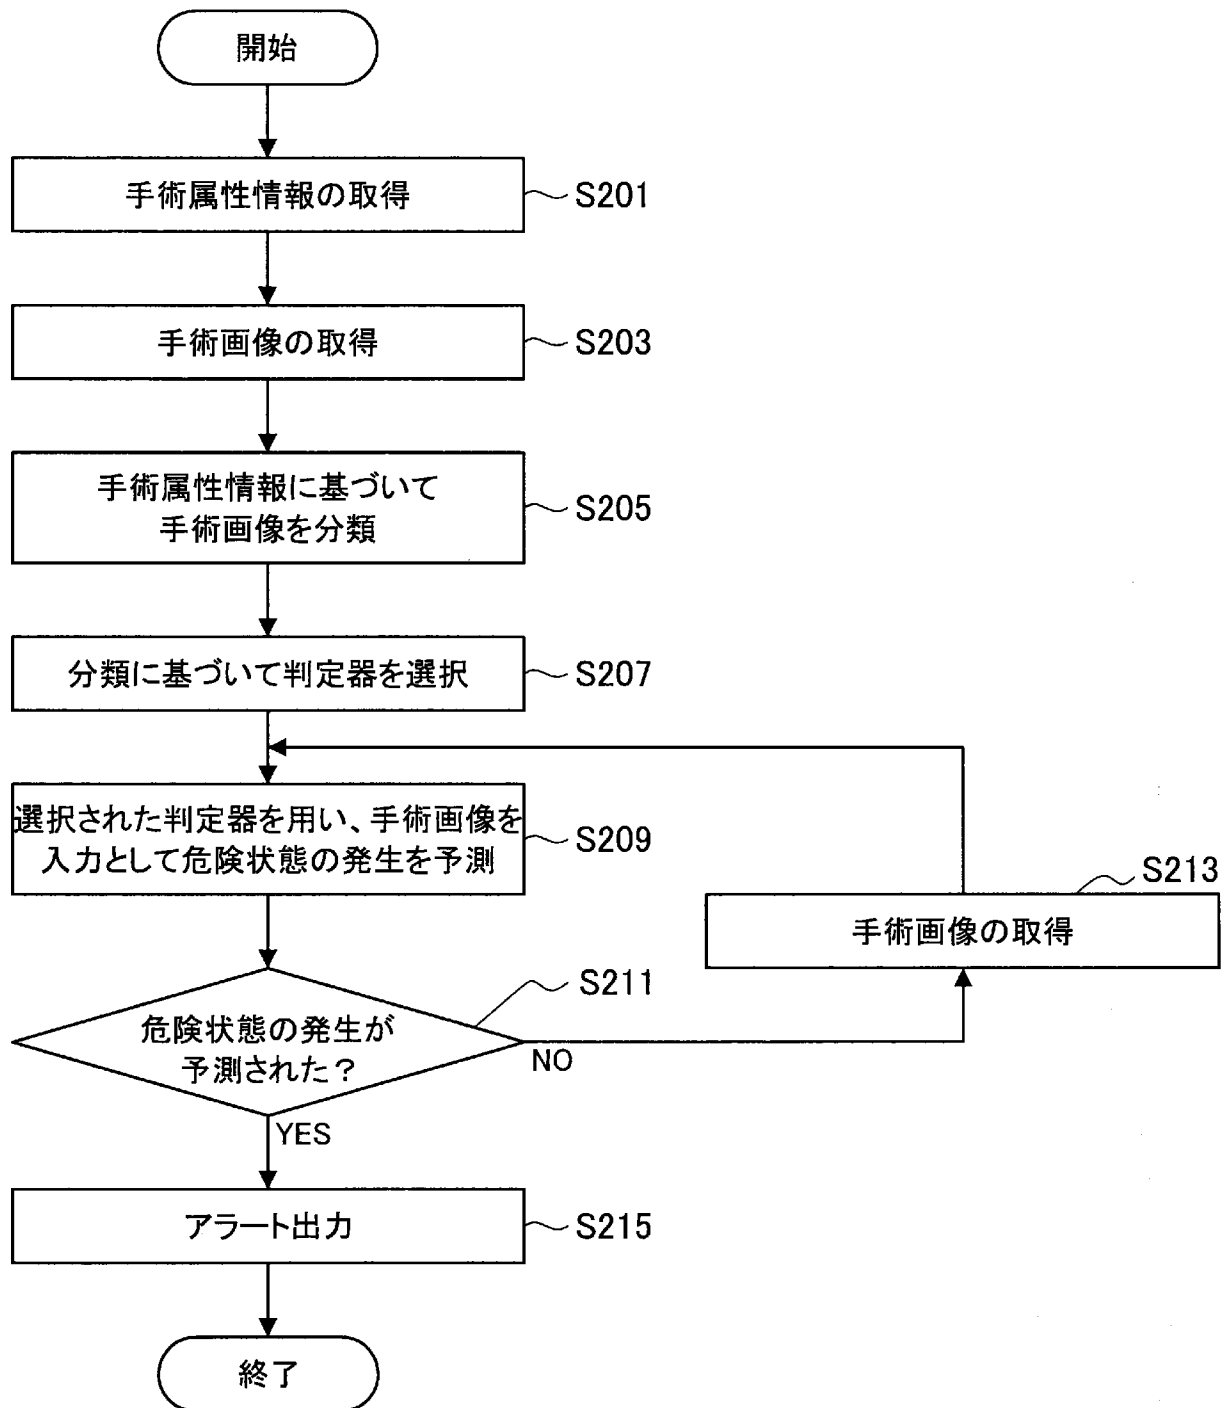 開始
手術属性情報の取得
S201
手術画像の取得
S203
手術属性情報に基づいて
手術画像を分類
S205
分類に基づいて判定器を選択
S207
選択された判定器を用い、手術画像を
入力として危険状態の発生を予測
S209
S213
手術画像の取得
S211
危険状態の発生が
予測された？
NO
YES
アラート出力
S215
終了